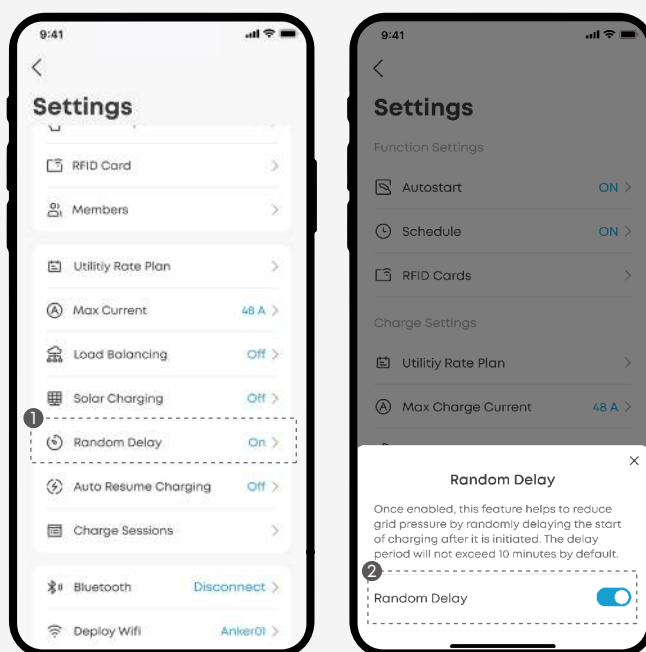 9:41
Settings
RFID Card
Members
Utilitiy Rate Plan
Max Current 48 A
Load Balancing Off
Solar Charging Off
1
Random Delay On
Auto Resume Charging Off
Charge Sessions
Bluetooth Disconnect
Deploy Wifi Anker01
9:41
Settings
Function Settings
Autostart ON
Schedule ON
RFID Cards
Charge Settings
Utilitiy Rate Plan
Max Charge Current 48 A
Random Delay
Once enabled, this feature helps to reduce
grid pressure by randomly delaying the start
of charging after it is initiated. The delay
period will not exceed 10 minutes by default.
2
Random Delay